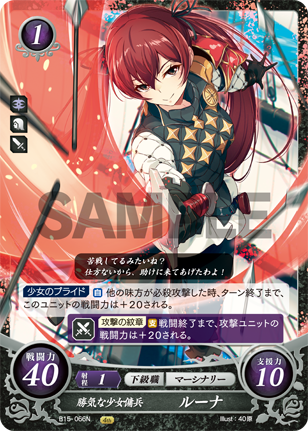 1
SAMPLE
苦戦してるみたいね?
仕方ないから、助けに来てあげたわよ!
少女のプライド 自 他の味方が必殺攻撃した時、ターン終了まで、
このユニットの戦闘力は+20される。
攻撃の紋章 支 戦闘終了まで、攻撃ユニットの
戦闘力は+20される。
戦闘力
40
射程 1 下級職 マーシナリー
支援力
10
勝気な少女傭兵 ルーナ
B15-066N
Illust:40原